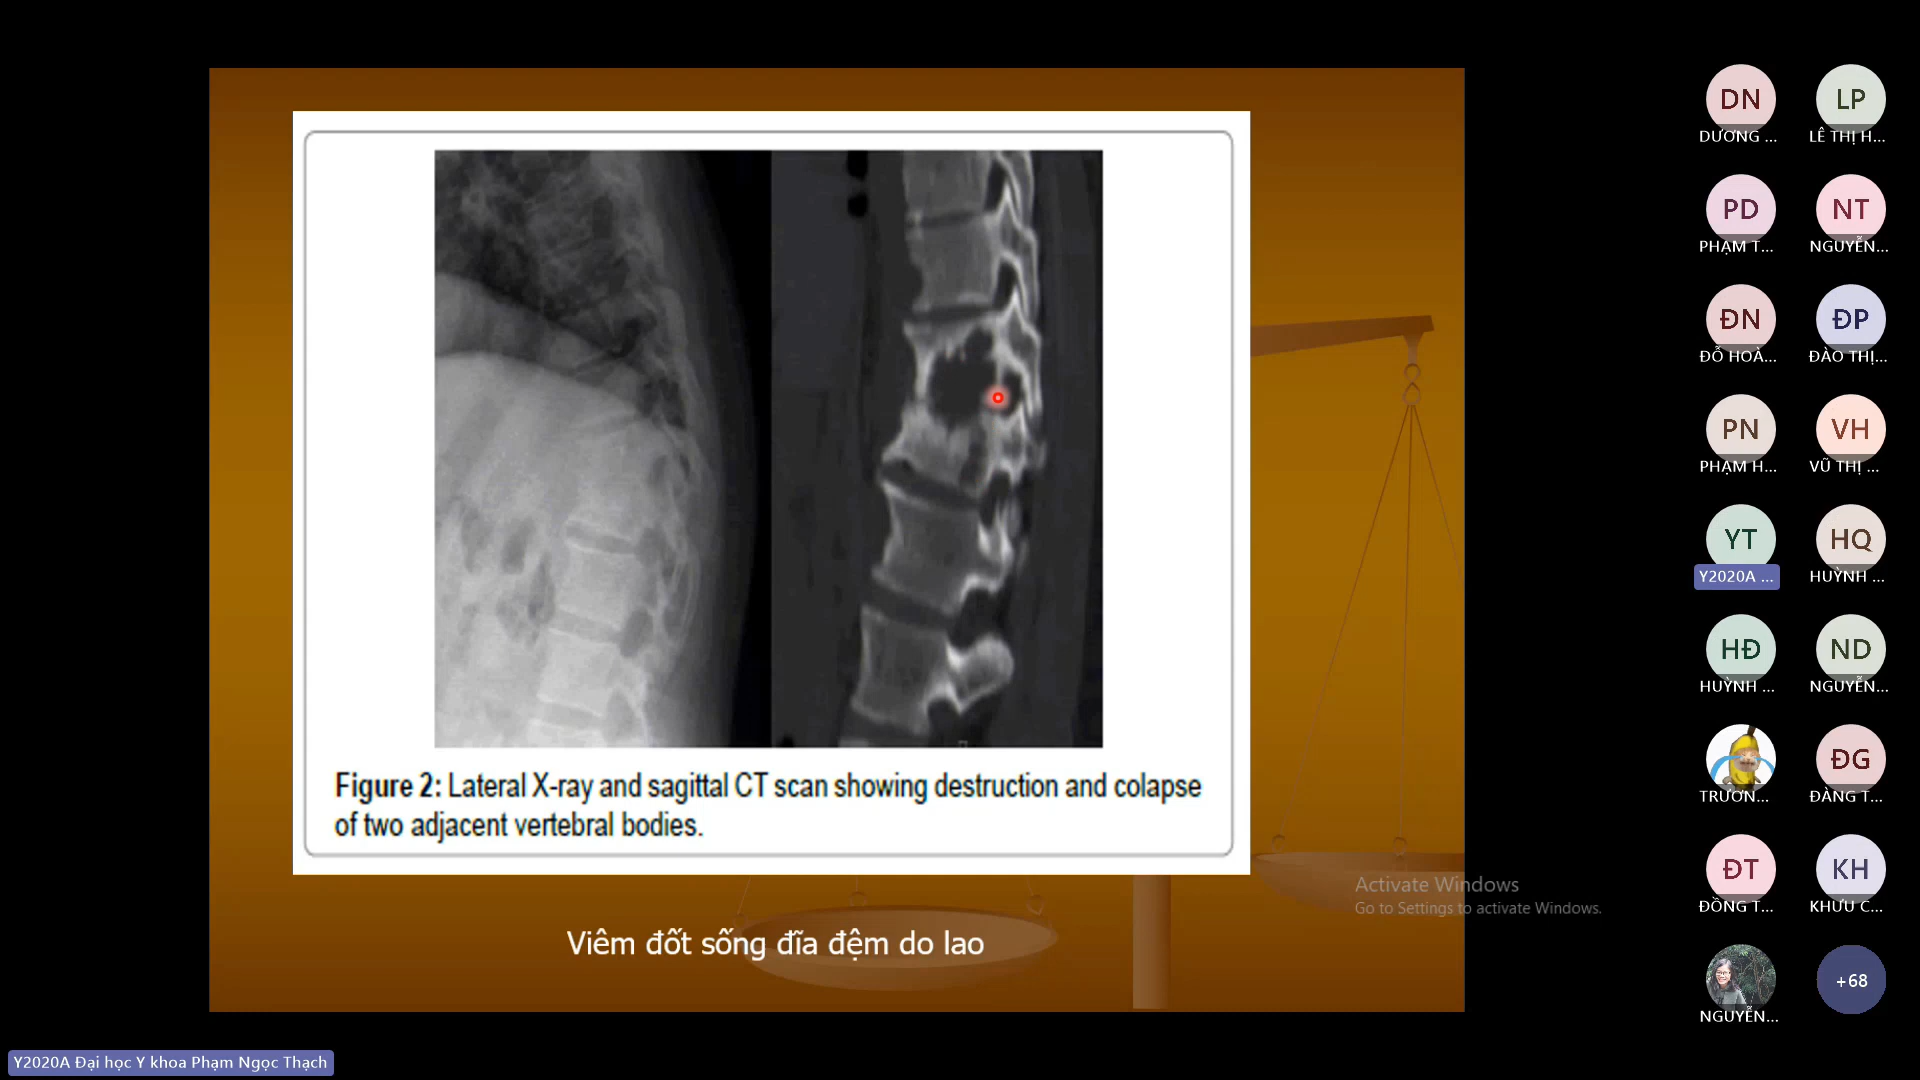 Figure 2: Lateral X-ray and sagittal CT scan showing destruction and colapse
of two adjacent vertebral bodies.
Viêm đốt sống đĩa đệm do lao
Activate Windows
Go to Settings to activate Windows.
Y2020A Đại học Y khoa Phạm Ngọc Thạch
DN
DƯƠNG ...
LP
LÊ THỊ H...
PD
PHẠM T...
NT
NGUYỄN...
ĐN
ĐỖ HOÀ...
ĐP
ĐÀO THỊ...
PN
PHẠM H...
VH
VŨ THỊ ...
YT
Y2020A ...
HQ
HUỲNH ...
HĐ
HUỲNH ...
ND
NGUYỄN...
TRƯƠN...
ĐG
ĐÀNG T...
ĐT
ĐỒNG T...
KH
KHƯU C...
NGUYỄN...
+68